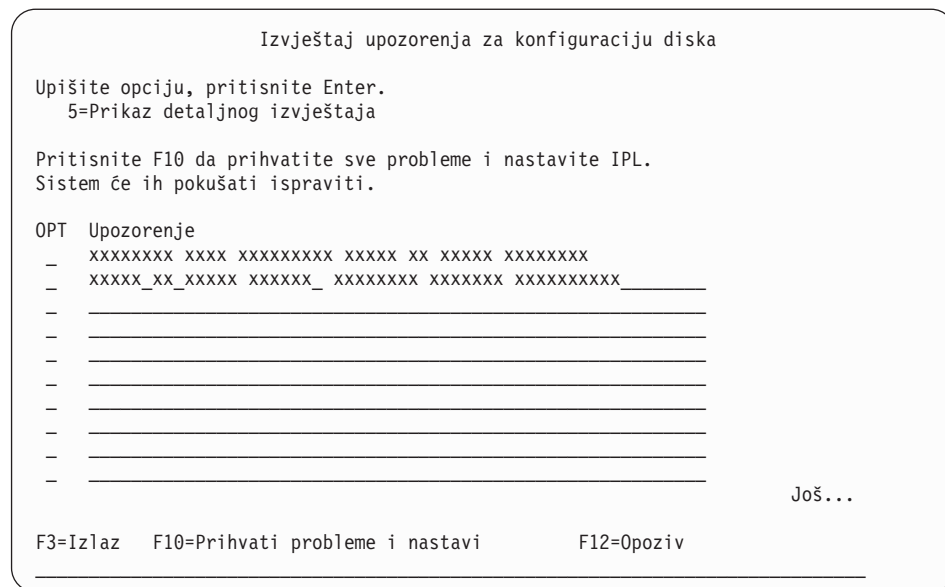 Izvještaj upozorenja za konfiguraciju diska
Upišite opciju, pritisnite Enter.
5=Prikaz detaljnog izvještaja
Pritisnite F10 da prihvatite sve probleme i nastavite IPL.
Sistem će ih pokušati ispraviti.
OPT Upozorenje
_ xxxxxxxx xxxx xxxxxxxxx xxxxx xx xxxxx xxxxxxxx
_ xxxxx_xx_xxxxx xxxxxx_ xxxxxxxx xxxxxxx xxxxxxxxxx________
Još...
F3=Izlaz F10=Prihvati probleme i nastavi F12=Opoziv